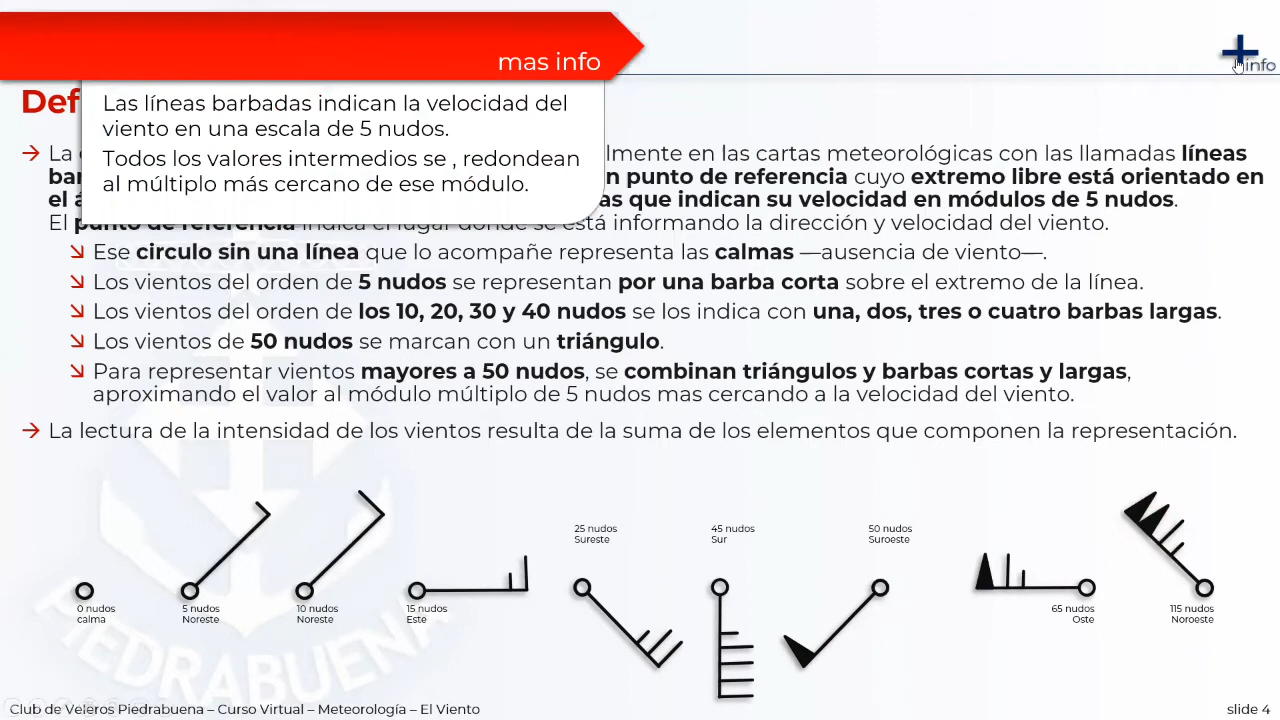 mas info
info
Las líneas barbadas indican la velocidad del
viento en una escala de 5 nudos.
Todos los valores intermedios se , redondean
al múltiplo más cercano de ese módulo.
Def
La lmente en las cartas meteorológicas con las llamadas líneas
n punto de referencia cuyo extremo libre está orientado en
el as que indican su velocidad en módulos de 5 nudos.
El punto de referencia indica el lugar donde se está informando la dirección y velocidad del viento.
Ese circulo sin una línea que lo acompañe representa las calmas —ausencia de viento—.
Los vientos del orden de 5 nudos se representan por una barba corta sobre el extremo de la línea.
Los vientos del orden de los 10, 20, 30 y 40 nudos se los indica con una, dos, tres o cuatro barbas largas.
Los vientos de 50 nudos se marcan con un triángulo.
Para representar vientos mayores a 50 nudos, se combinan triángulos y barbas cortas y largas,
aproximando el valor al módulo múltiplo de 5 nudos mas cercando a la velocidad del viento.
La lectura de la intensidad de los vientos resulta de la suma de los elementos que componen la representación.
0 nudos
calma
5 nudos
Noreste
10 nudos
Noreste
15 nudos
Este
25 nudos
Sureste
45 nudos
Sur
50 nudos
Suroeste
65 nudos
Oste
115 nudos
Noroeste
PIEDRABUENA
Club de Veleros Piedrabuena – Curso Virtual – Meteorología – El Viento
slide 4